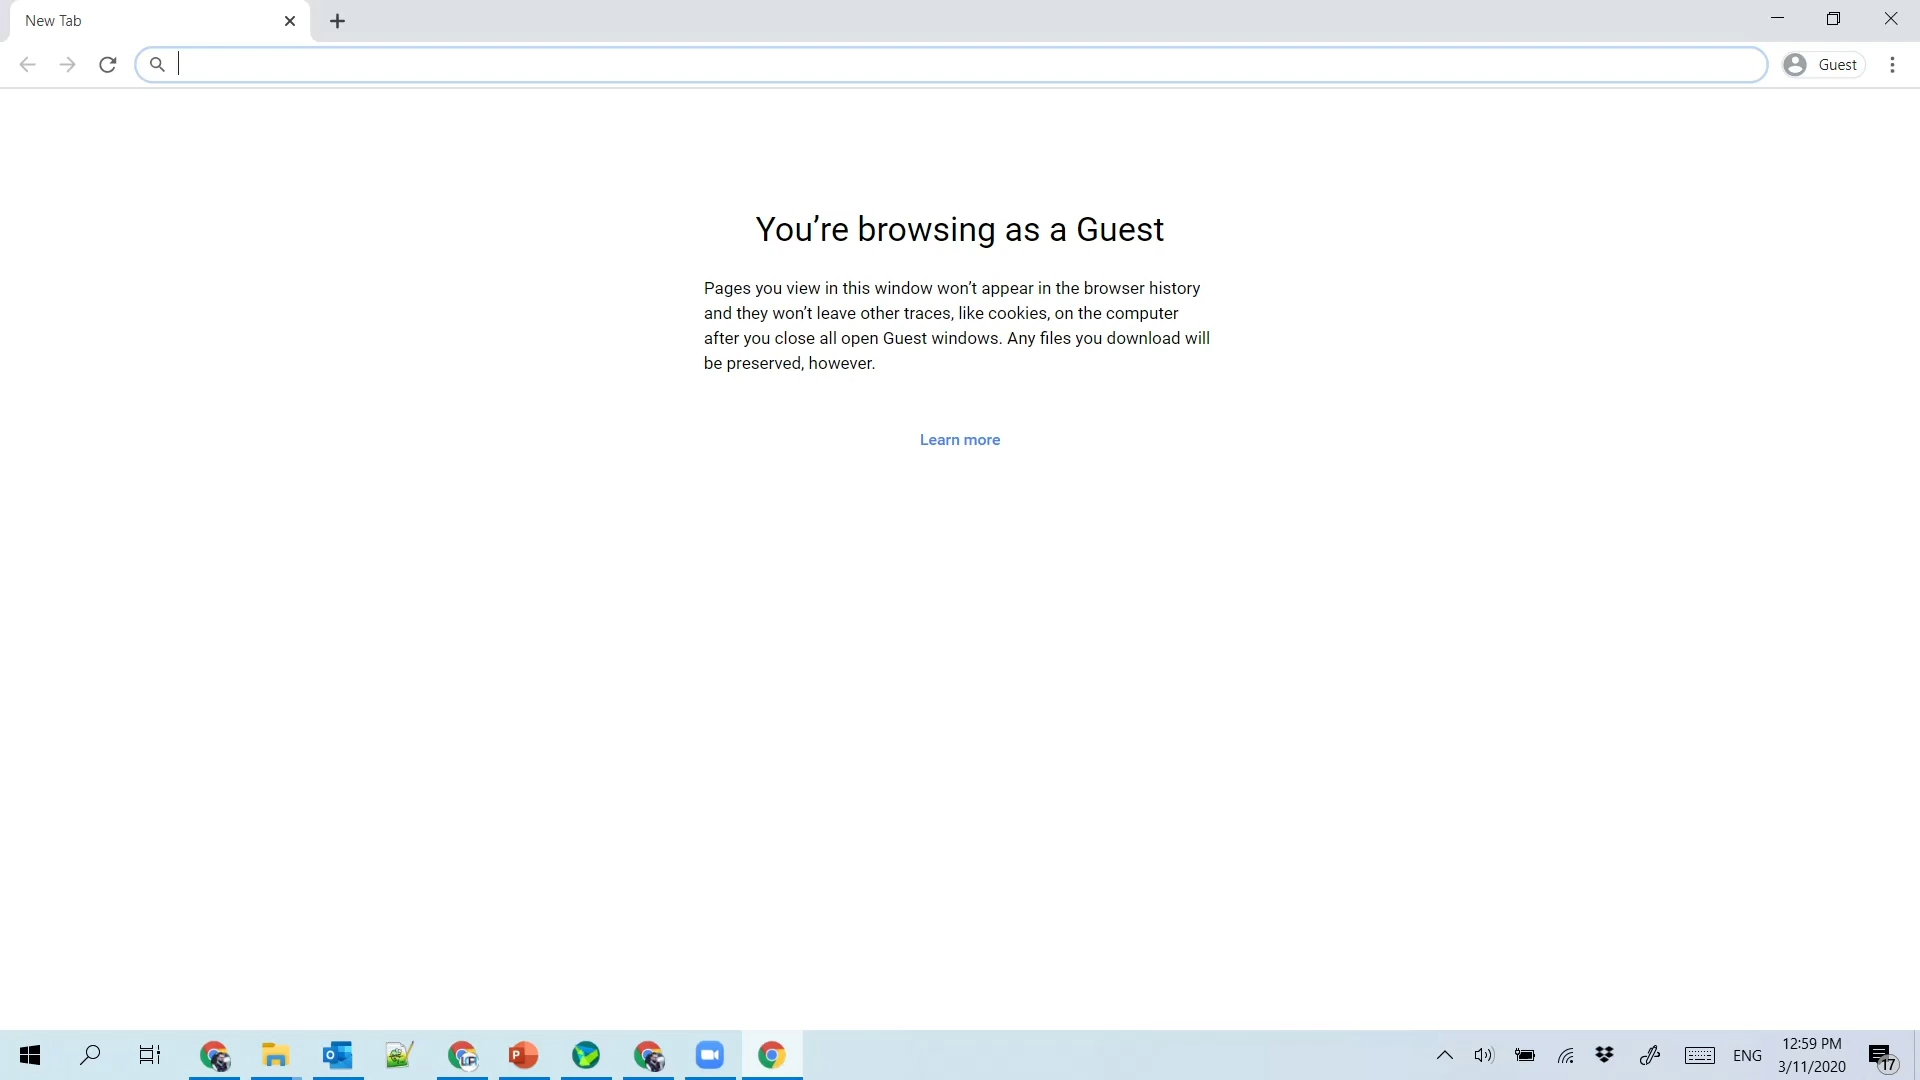 New Tab
Guest
You’re browsing as a Guest
Pages you view in this window won’t appear in the browser history
and they won’t leave other traces, like cookies, on the computer
after you close all open Guest windows. Any files you download will
be preserved, however.
Learn more
ENG
12:59 PM
3/11/2020
17